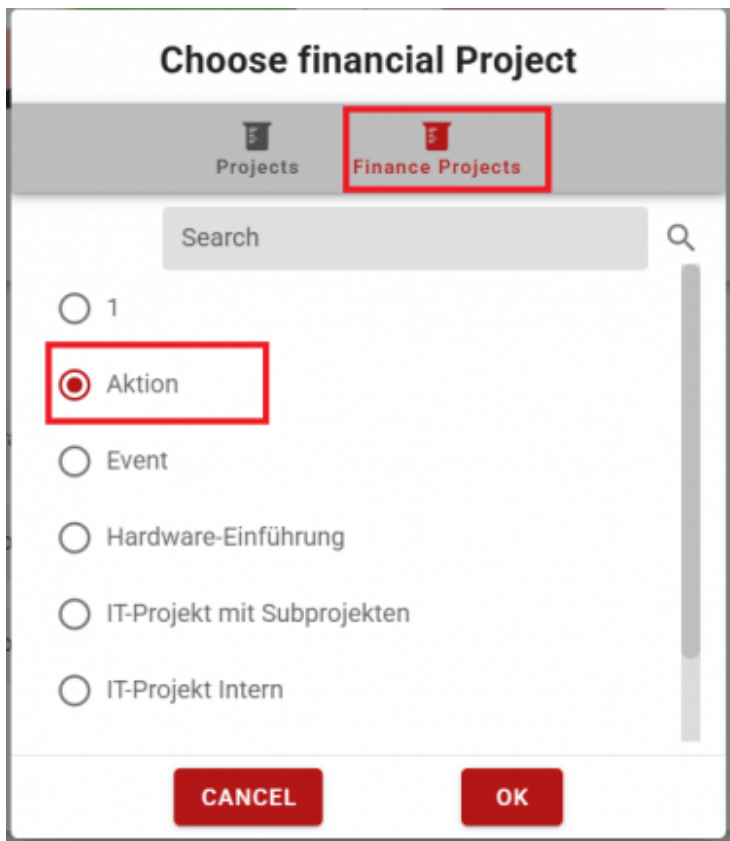 Choose financial Project
Projects
Finance Projects
Search
1
Aktion
Event
Hardware-Einführung
IT-Projekt mit Subprojekten
IT-Projekt Intern
CANCEL
OK